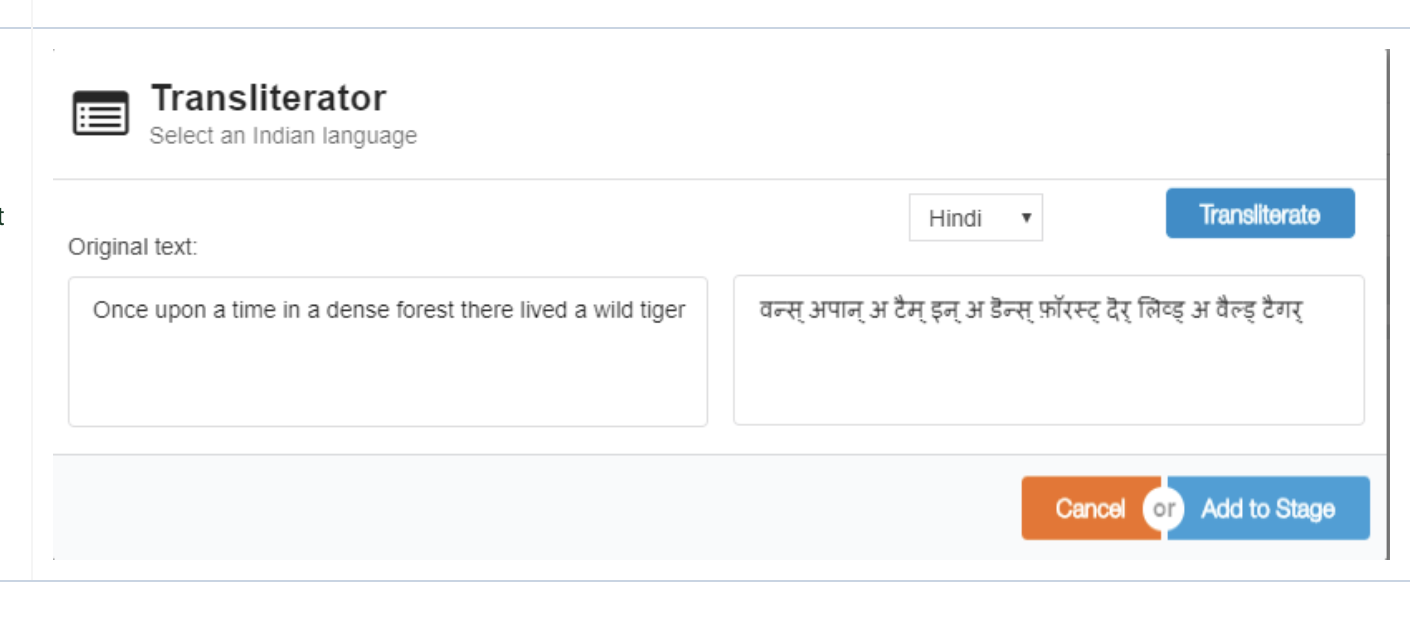 Transliterator
Select an Indian language
t
Hindi
Transliterate
Original text:
Once upon a time in a dense forest there lived a wild tiger
वन्स् अपान् अ टैम् इन् अ डॆन्स् फ़ॉरस्ट् दॆर् लिव्ड् अ वैल्ड् टैगर्
Cancel or Add to Stage